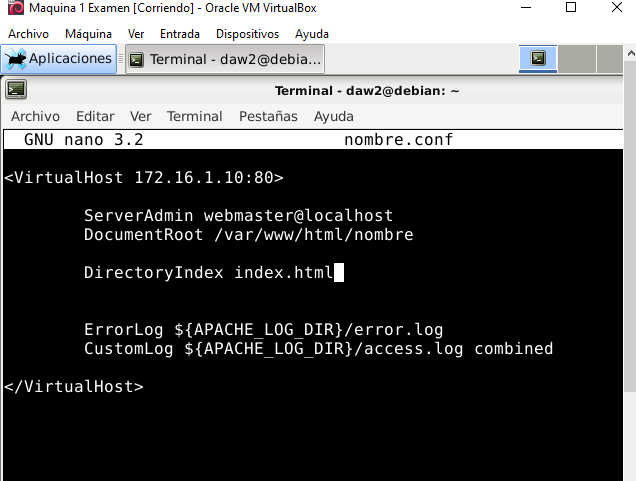 Maquina 1 Examen [Corriendo] - Oracle VM VirtualBox
Archivo Máquina Ver Entrada Dispositivos Ayuda
Aplicaciones Terminal - daw2@debia...
Terminal - daw2@debian: ~
Archivo Editar Ver Terminal Pestañas Ayuda
GNU nano 3.2 nombre.conf
<VirtualHost 172.16.1.10:80>
ServerAdmin webmaster@localhost
DocumentRoot /var/www/html/nombre
DirectoryIndex index.html
ErrorLog ${APACHE_LOG_DIR}/error.log
CustomLog ${APACHE_LOG_DIR}/access.log combined
</VirtualHost>